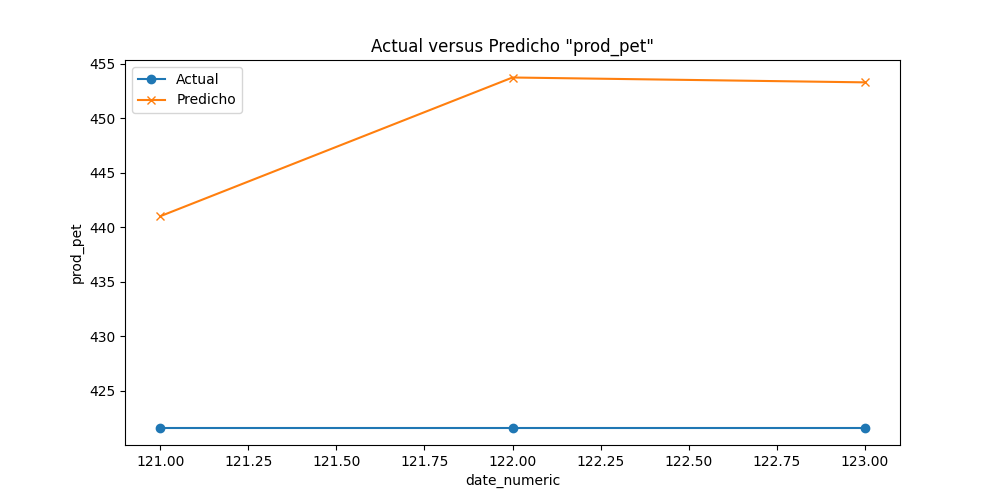 Actual versus Predicho "prod_pet"
Actual
Predicho
455
450
445
440
435
430
425
prod_pet
121.00 121.25 121.50 121.75 122.00 122.25 122.50 122.75 123.00
date_numeric